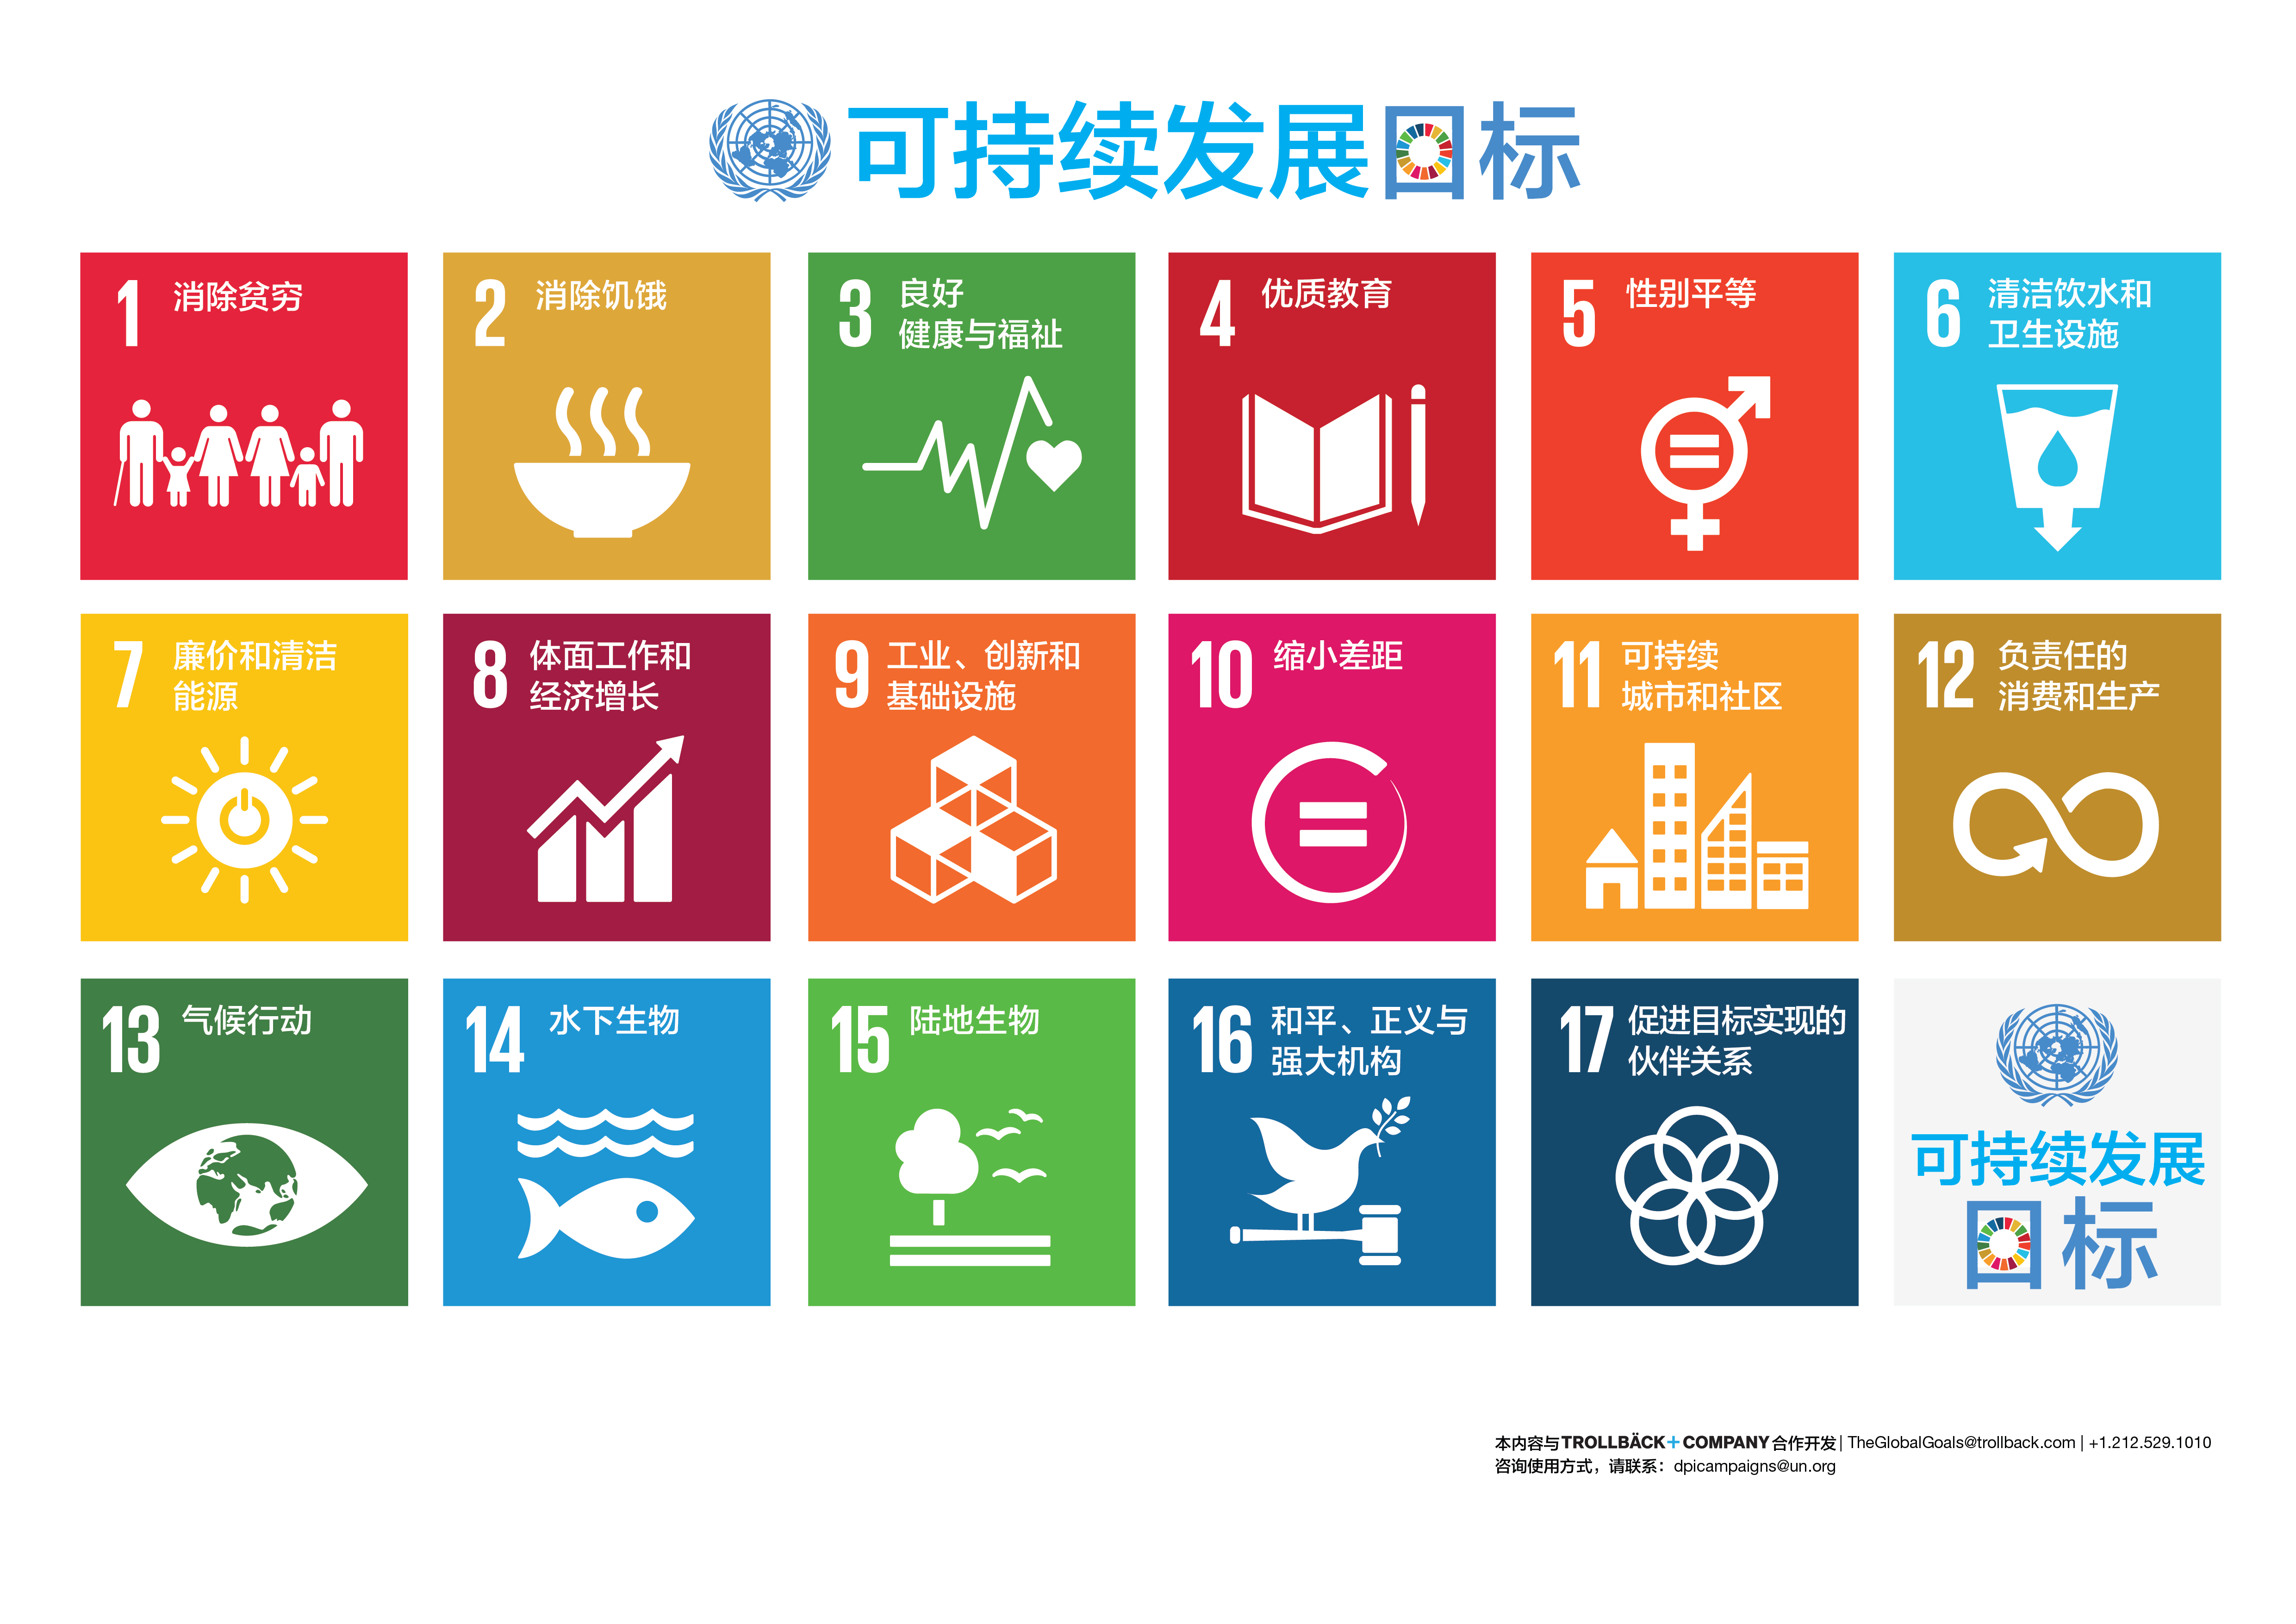 可持续发展目标
1 消除贫穷
2 消除饥饿
3 良好
健康与福祉
4 优质教育
5 性别平等
6 清洁饮水和
卫生设施
7 廉价和清洁
能源
8 体面工作和
经济增长
9 工业、创新和
基础设施
10 缩小差距
11 可持续
城市和社区
12 负责任的
消费和生产
13 气候行动
14 水下生物
15 陆地生物
16 和平、正义与
强大机构
17 促进目标实现的
伙伴关系
可持续发展
目标
本内容与TROLLBÄCK+COMPANY合作开发| TheGlobalGoals@trollback.com | +1.212.529.1010
咨询使用方式，请联系：dpicampaigns@un.org